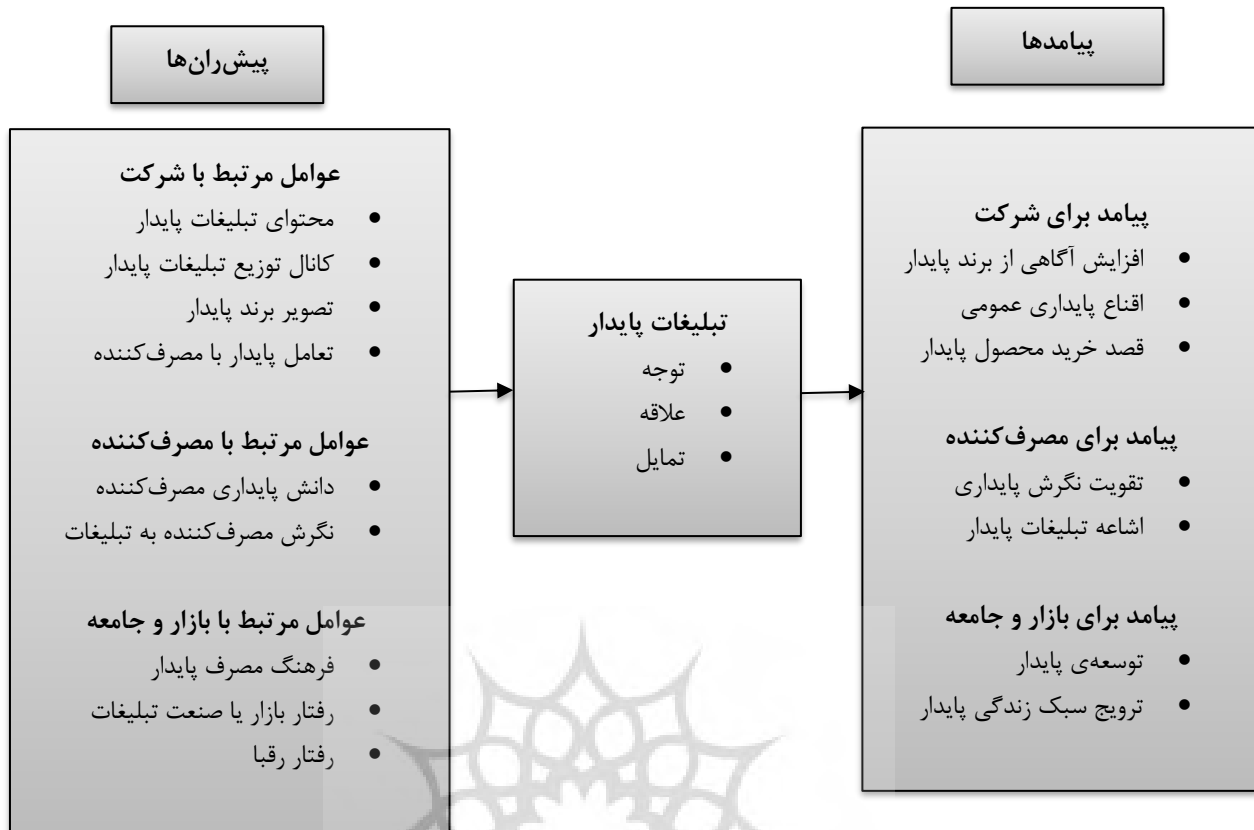 پیش‌ران‌ها
عوامل مرتبط با شرکت
• محتوای تبلیغات پایدار
• کانال توزیع تبلیغات پایدار
• تصویر برند پایدار
• تعامل پایدار با مصرف‌کننده
عوامل مرتبط با مصرف‌کننده
• دانش پایداری مصرف‌کننده
• نگرش مصرف‌کننده به تبلیغات
عوامل مرتبط با بازار و جامعه
• فرهنگ مصرف پایدار
• رفتار بازار یا صنعت تبلیغات
• رفتار رقبا
تبلیغات پایدار
• توجه
• علاقه
• تمایل
پیامدها
پیامد برای شرکت
• افزایش آگاهی از برند پایدار
• اقناع پایداری عمومی
• قصد خرید محصول پایدار
پیامد برای مصرف‌کننده
• تقویت نگرش پایداری
• اشاعه تبلیغات پایدار
پیامد برای بازار و جامعه
• توسعه‌ی پایدار
• ترویج سبک زندگی پایدار